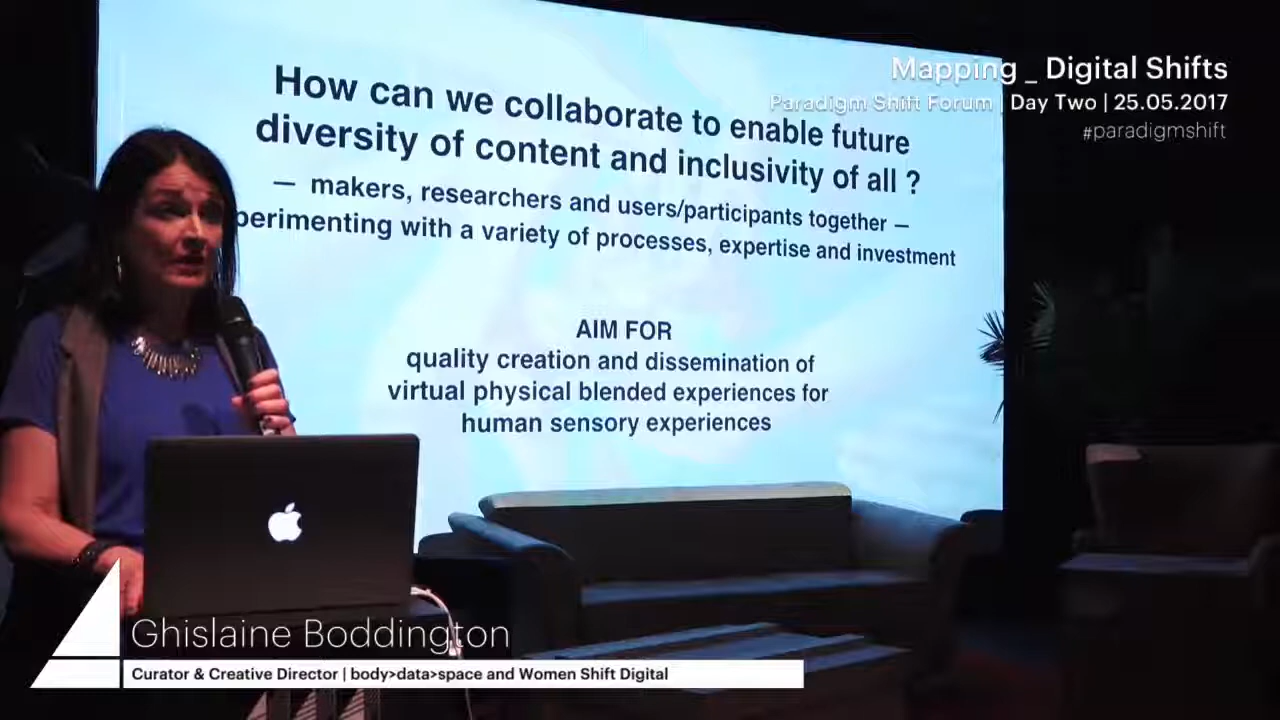 Mapping _ Digital Shifts
Paradigm Shift Forum | Day Two | 25.05.2017
#paradigmshift
How can we collaborate to enable future
diversity of content and inclusivity of all ?
— makers, researchers and users/participants together —
with a variety of processes, expertise and investment
AIM FOR
quality creation and dissemination of
virtual physical blended experiences for
human sensory experiences
Ghislaine Boddington
Curator & Creative Director | body>data>space and Women Shift Digital